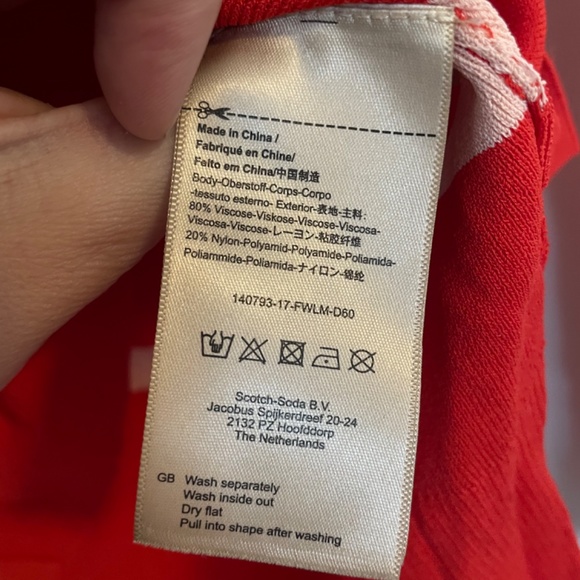 Made in China /
Fabriqué en Chine/
Feito em China/中国制造
Body-Oberstoff-Corps-Corpo
-tessuto esterno- Exterior-表地-主料:
80% Viscose-Viskose-Viscose-Viscosa-
Viscosa-Viscose-レーヨン-粘胶纤维
20% Nylon-Polyamid-Polyamide-Poliamida-
Poliammide-Poliamida-ナイロン-锦纶
140793-17-FWLM-D60
Scotch-Soda B.V.
Jacobus Spijkerdreef 20-24
2132 PZ Hoofddorp
The Netherlands
GB Wash separately
Wash inside out
Dry flat
Pull into shape after washing